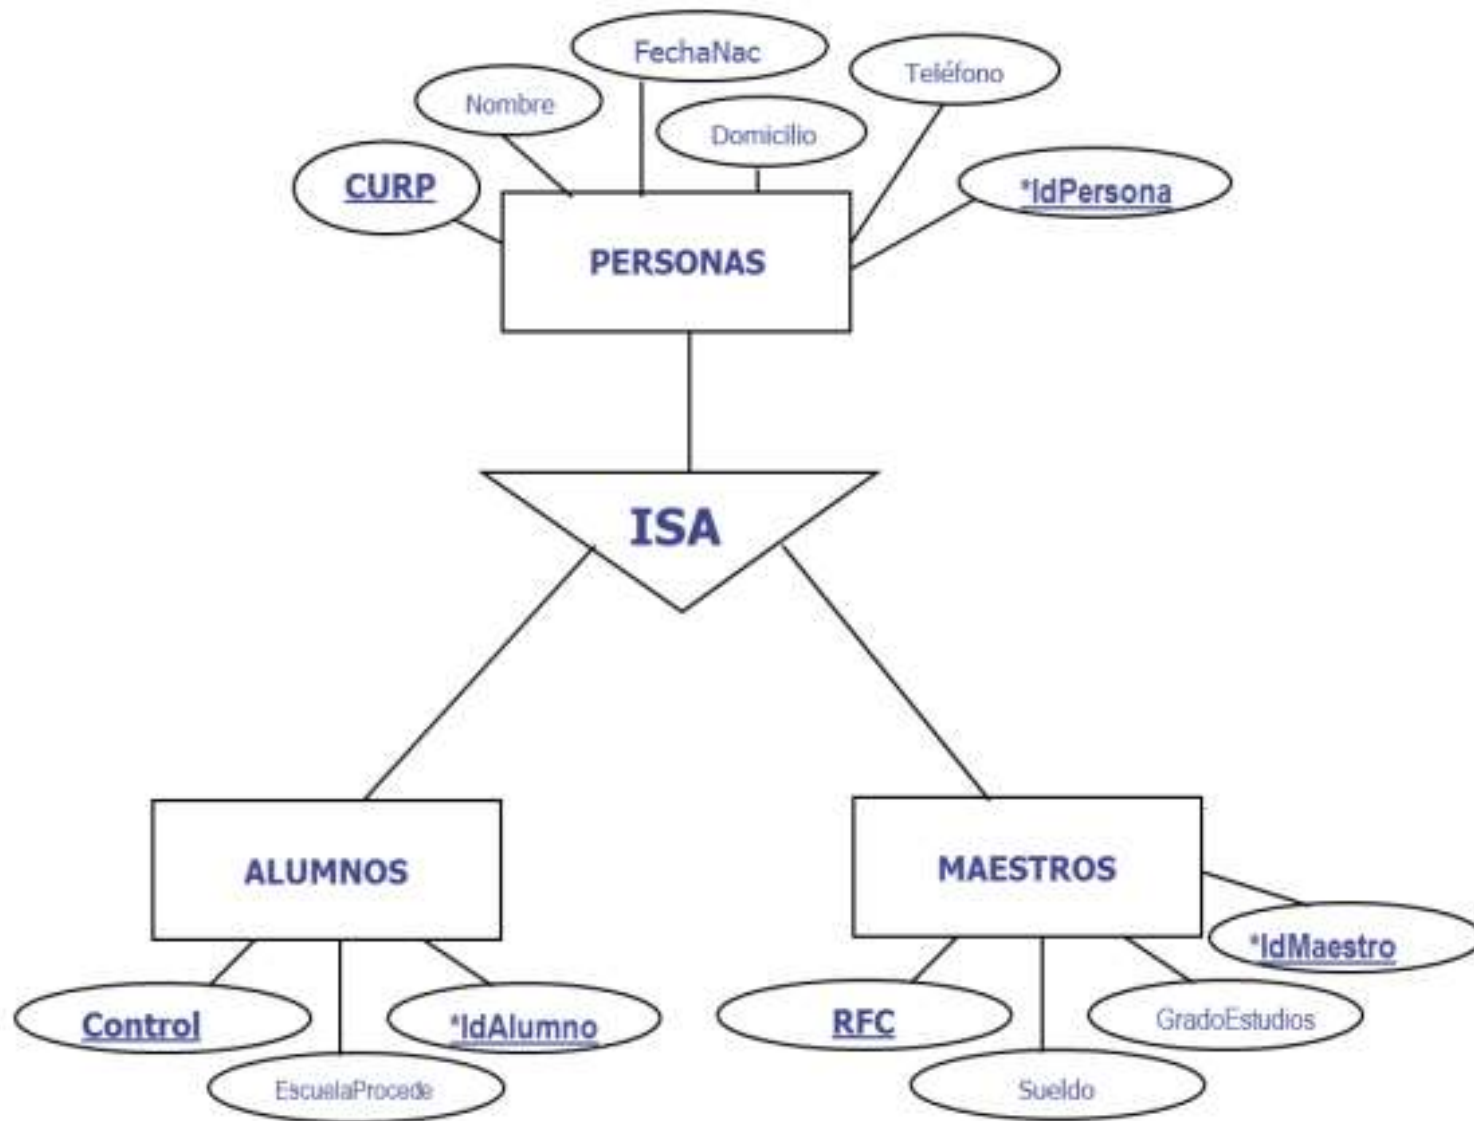 FechaNac
Teléfono
Nombre
Domicilio
CURP
*IdPersona
PERSONAS
ISA
ALUMNOS
MAESTROS
*IdMaestro
Control
*IdAlumno
RFC
GradoEstudios
EscuelaProcede
Sueldo